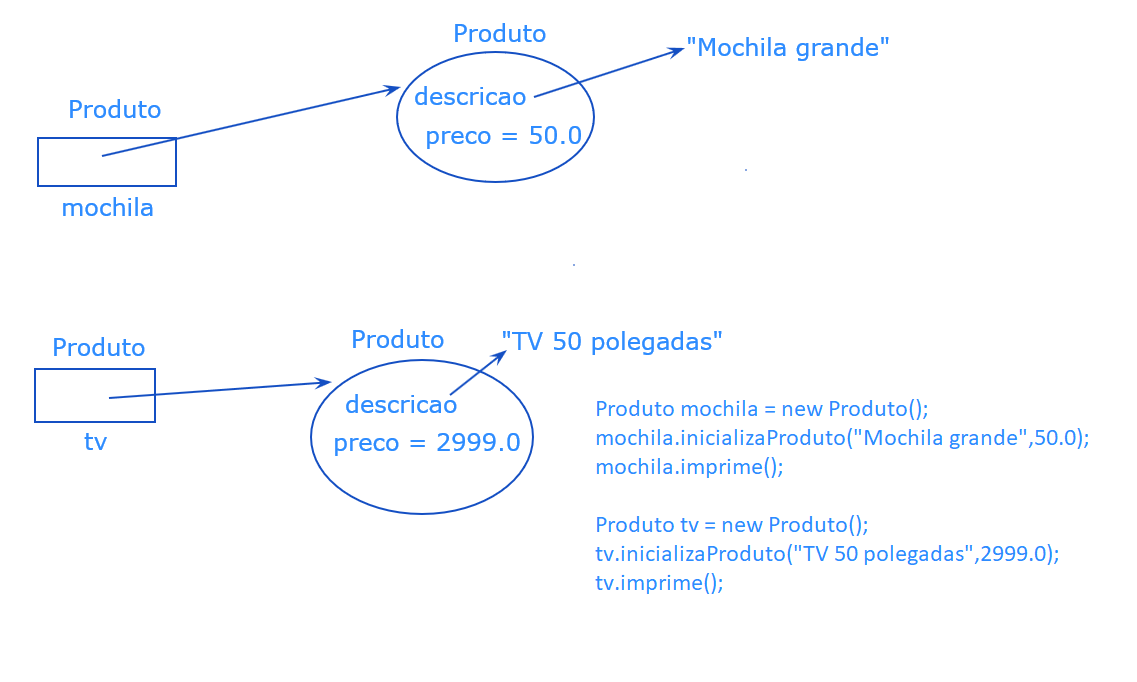 Produto
"Mochila grande"
descricao
Produto
preco = 50.0
mochila
Produto
"TV 50 polegadas"
Produto
descricao
tv
preco = 2999.0
Produto mochila = new Produto();
mochila.inicializaProduto("Mochila grande",50.0);
mochila.imprime();
Produto tv = new Produto();
tv.inicializaProduto("TV 50 polegadas",2999.0);
tv.imprime();